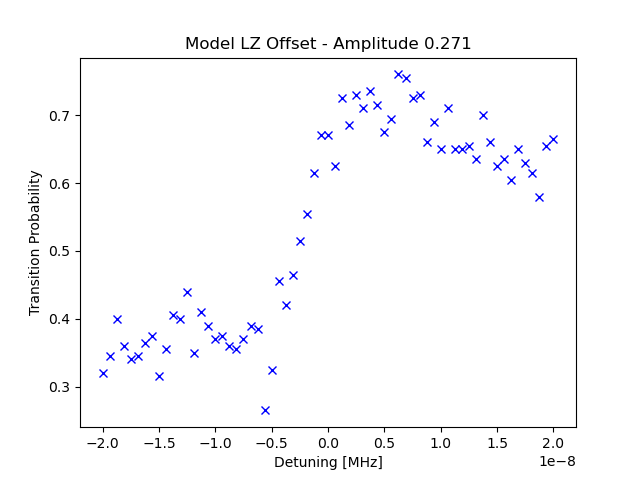 Model LZ Offset - Amplitude 0.271
Transition Probability
0.7
0.6
0.5
0.4
0.3
−2.0 −1.5 −1.0 −0.5 0.0 0.5 1.0 1.5 2.0
1e−8
Detuning [MHz]